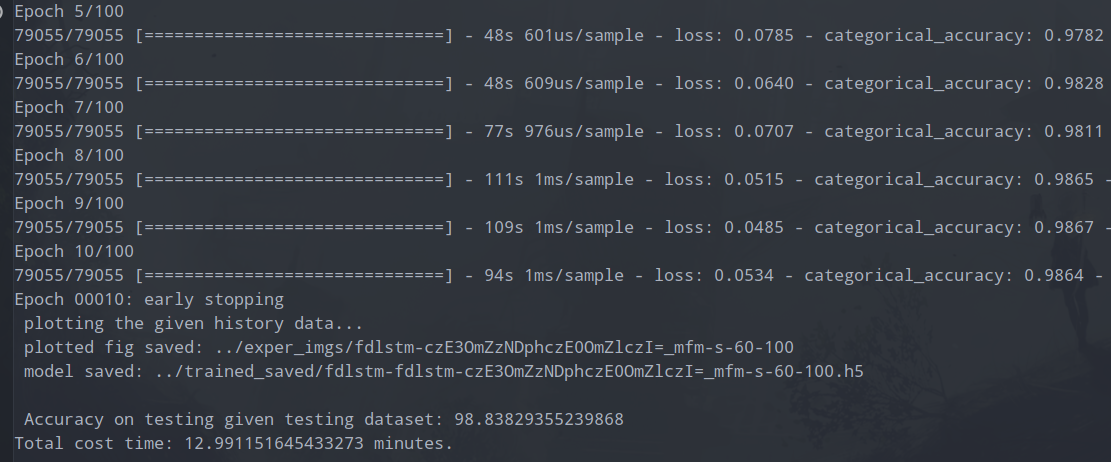 Epoch 5/100
79055/79055 [==============================] - 48s 601us/sample - loss: 0.0785 - categorical_accuracy: 0.9782
Epoch 6/100
79055/79055 [==============================] - 48s 609us/sample - loss: 0.0640 - categorical_accuracy: 0.9828
Epoch 7/100
79055/79055 [==============================] - 77s 976us/sample - loss: 0.0707 - categorical_accuracy: 0.9811
Epoch 8/100
79055/79055 [==============================] - 111s 1ms/sample - loss: 0.0515 - categorical_accuracy: 0.9865 -
Epoch 9/100
79055/79055 [==============================] - 109s 1ms/sample - loss: 0.0485 - categorical_accuracy: 0.9867 -
Epoch 10/100
79055/79055 [==============================] - 94s 1ms/sample - loss: 0.0534 - categorical_accuracy: 0.9864 -
Epoch 00010: early stopping
plotting the given history data...
plotted fig saved: ../exper_imgs/fdlstm-czE3OmZzNDphczE0OmZlczI=_mfm-s-60-100
model saved: ../trained_saved/fdlstm-fdlstm-czE3OmZzNDphczE0OmZlczI=_mfm-s-60-100.h5
Accuracy on testing given testing dataset: 98.83829355239868
Total cost time: 12.991151645433273 minutes.